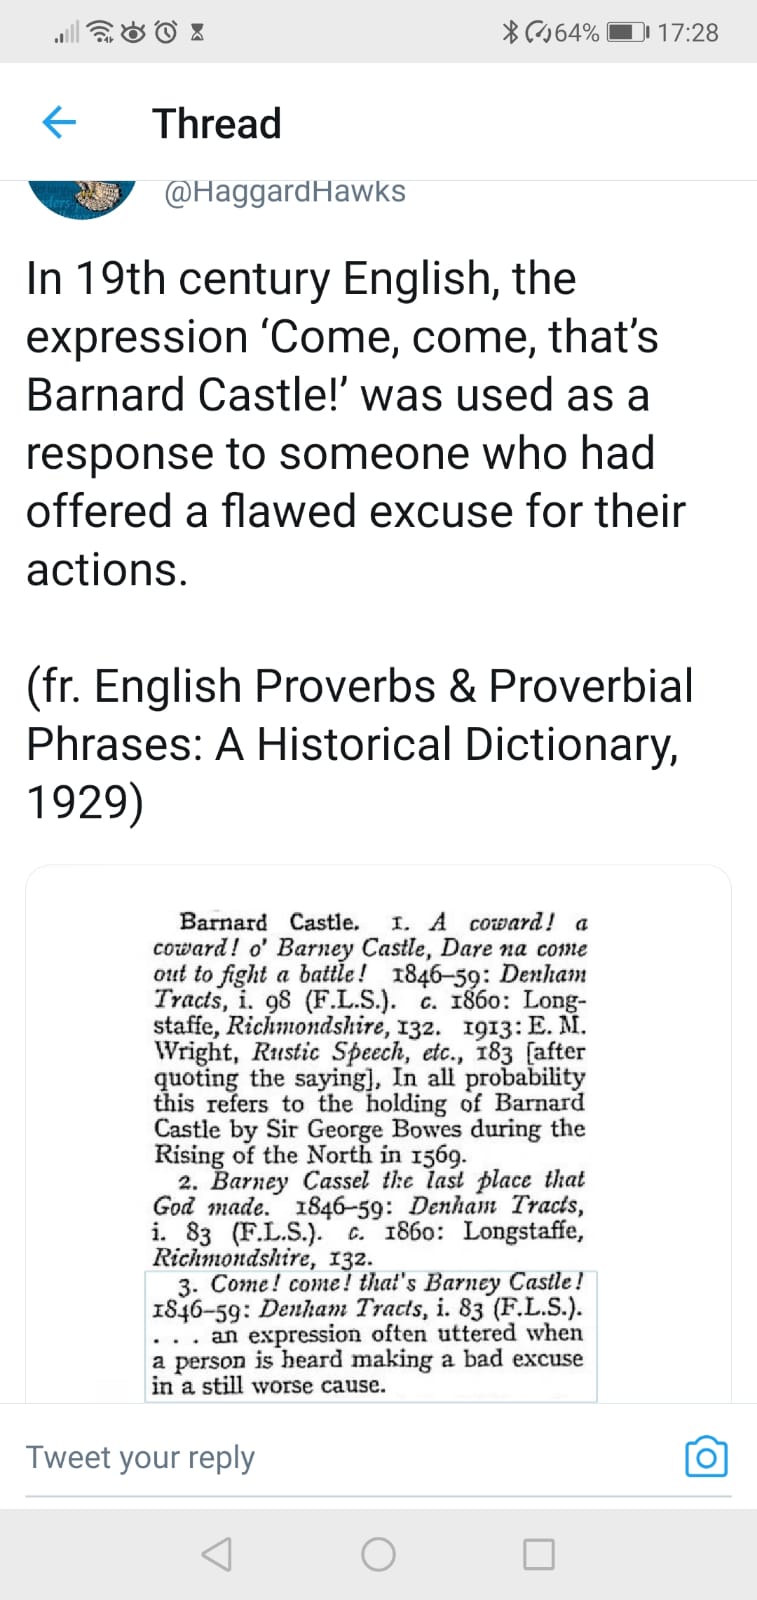 64% 17:28
Thread
@HaggardHawks
In 19th century English, the
expression ‘Come, come, that’s
Barnard Castle!’ was used as a
response to someone who had
offered a flawed excuse for their
actions.
(fr. English Proverbs & Proverbial
Phrases: A Historical Dictionary,
1929)
Barnard Castle. 1. A coward! a
coward! o' Barney Castle, Dare na come
out to fight a battle! 1846–59: Denham
Tracts, i. 98 (F.L.S.). c. 1860: Long-
staffe, Richmondshire, 132. 1913: E. M.
Wright, Rustic Speech, etc., 183 [after
quoting the saying], In all probability
this refers to the holding of Barnard
Castle by Sir George Bowes during the
Rising of the North in 1569.
2. Barney Cassel the last place that
God made. 1846–59: Denham Tracts,
i. 83 (F.L.S.). c. 1860: Longstaffe,
Richmondshire, 132.
3. Come! come! that's Barney Castle!
1846–59: Denham Tracts, i. 83 (F.L.S.).
. . . an expression often uttered when
a person is heard making a bad excuse
in a still worse cause.
Tweet your reply